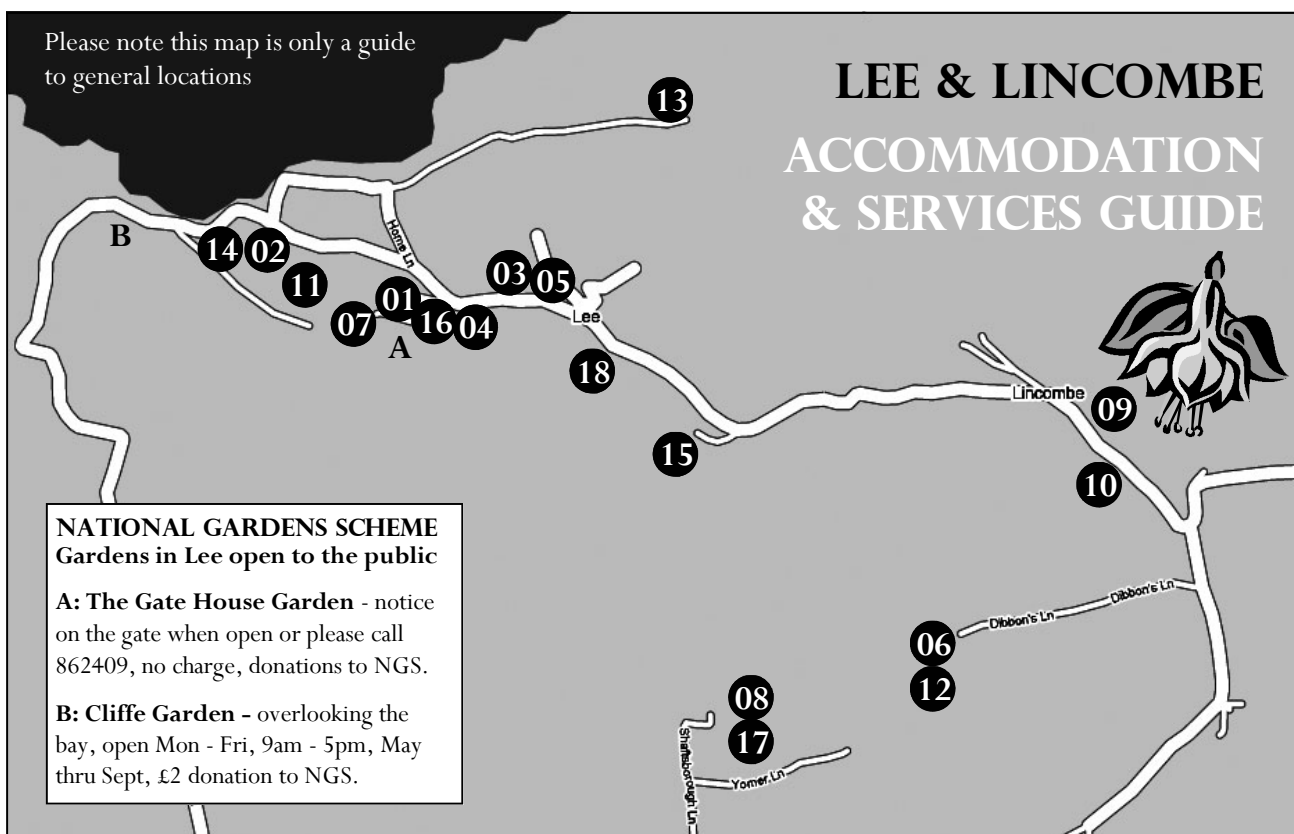 Please note this map is only a guide
to general locations
LEE & LINCOMBE
ACCOMMODATION
& SERVICES GUIDE
13
B
14
02
11
Home Ln
03
05
01
07
16
04
A
Lee
18
Lincombe
09
15
10
Dibbon's Ln
Dibbon's Ln
06
12
08
17
Shaftsborough Ln
Yomer Ln
NATIONAL GARDENS SCHEME
Gardens in Lee open to the public
A: The Gate House Garden - notice
on the gate when open or please call
862409, no charge, donations to NGS.
B: Cliffe Garden - overlooking the
bay, open Mon - Fri, 9am - 5pm, May
thru Sept, £2 donation to NGS.